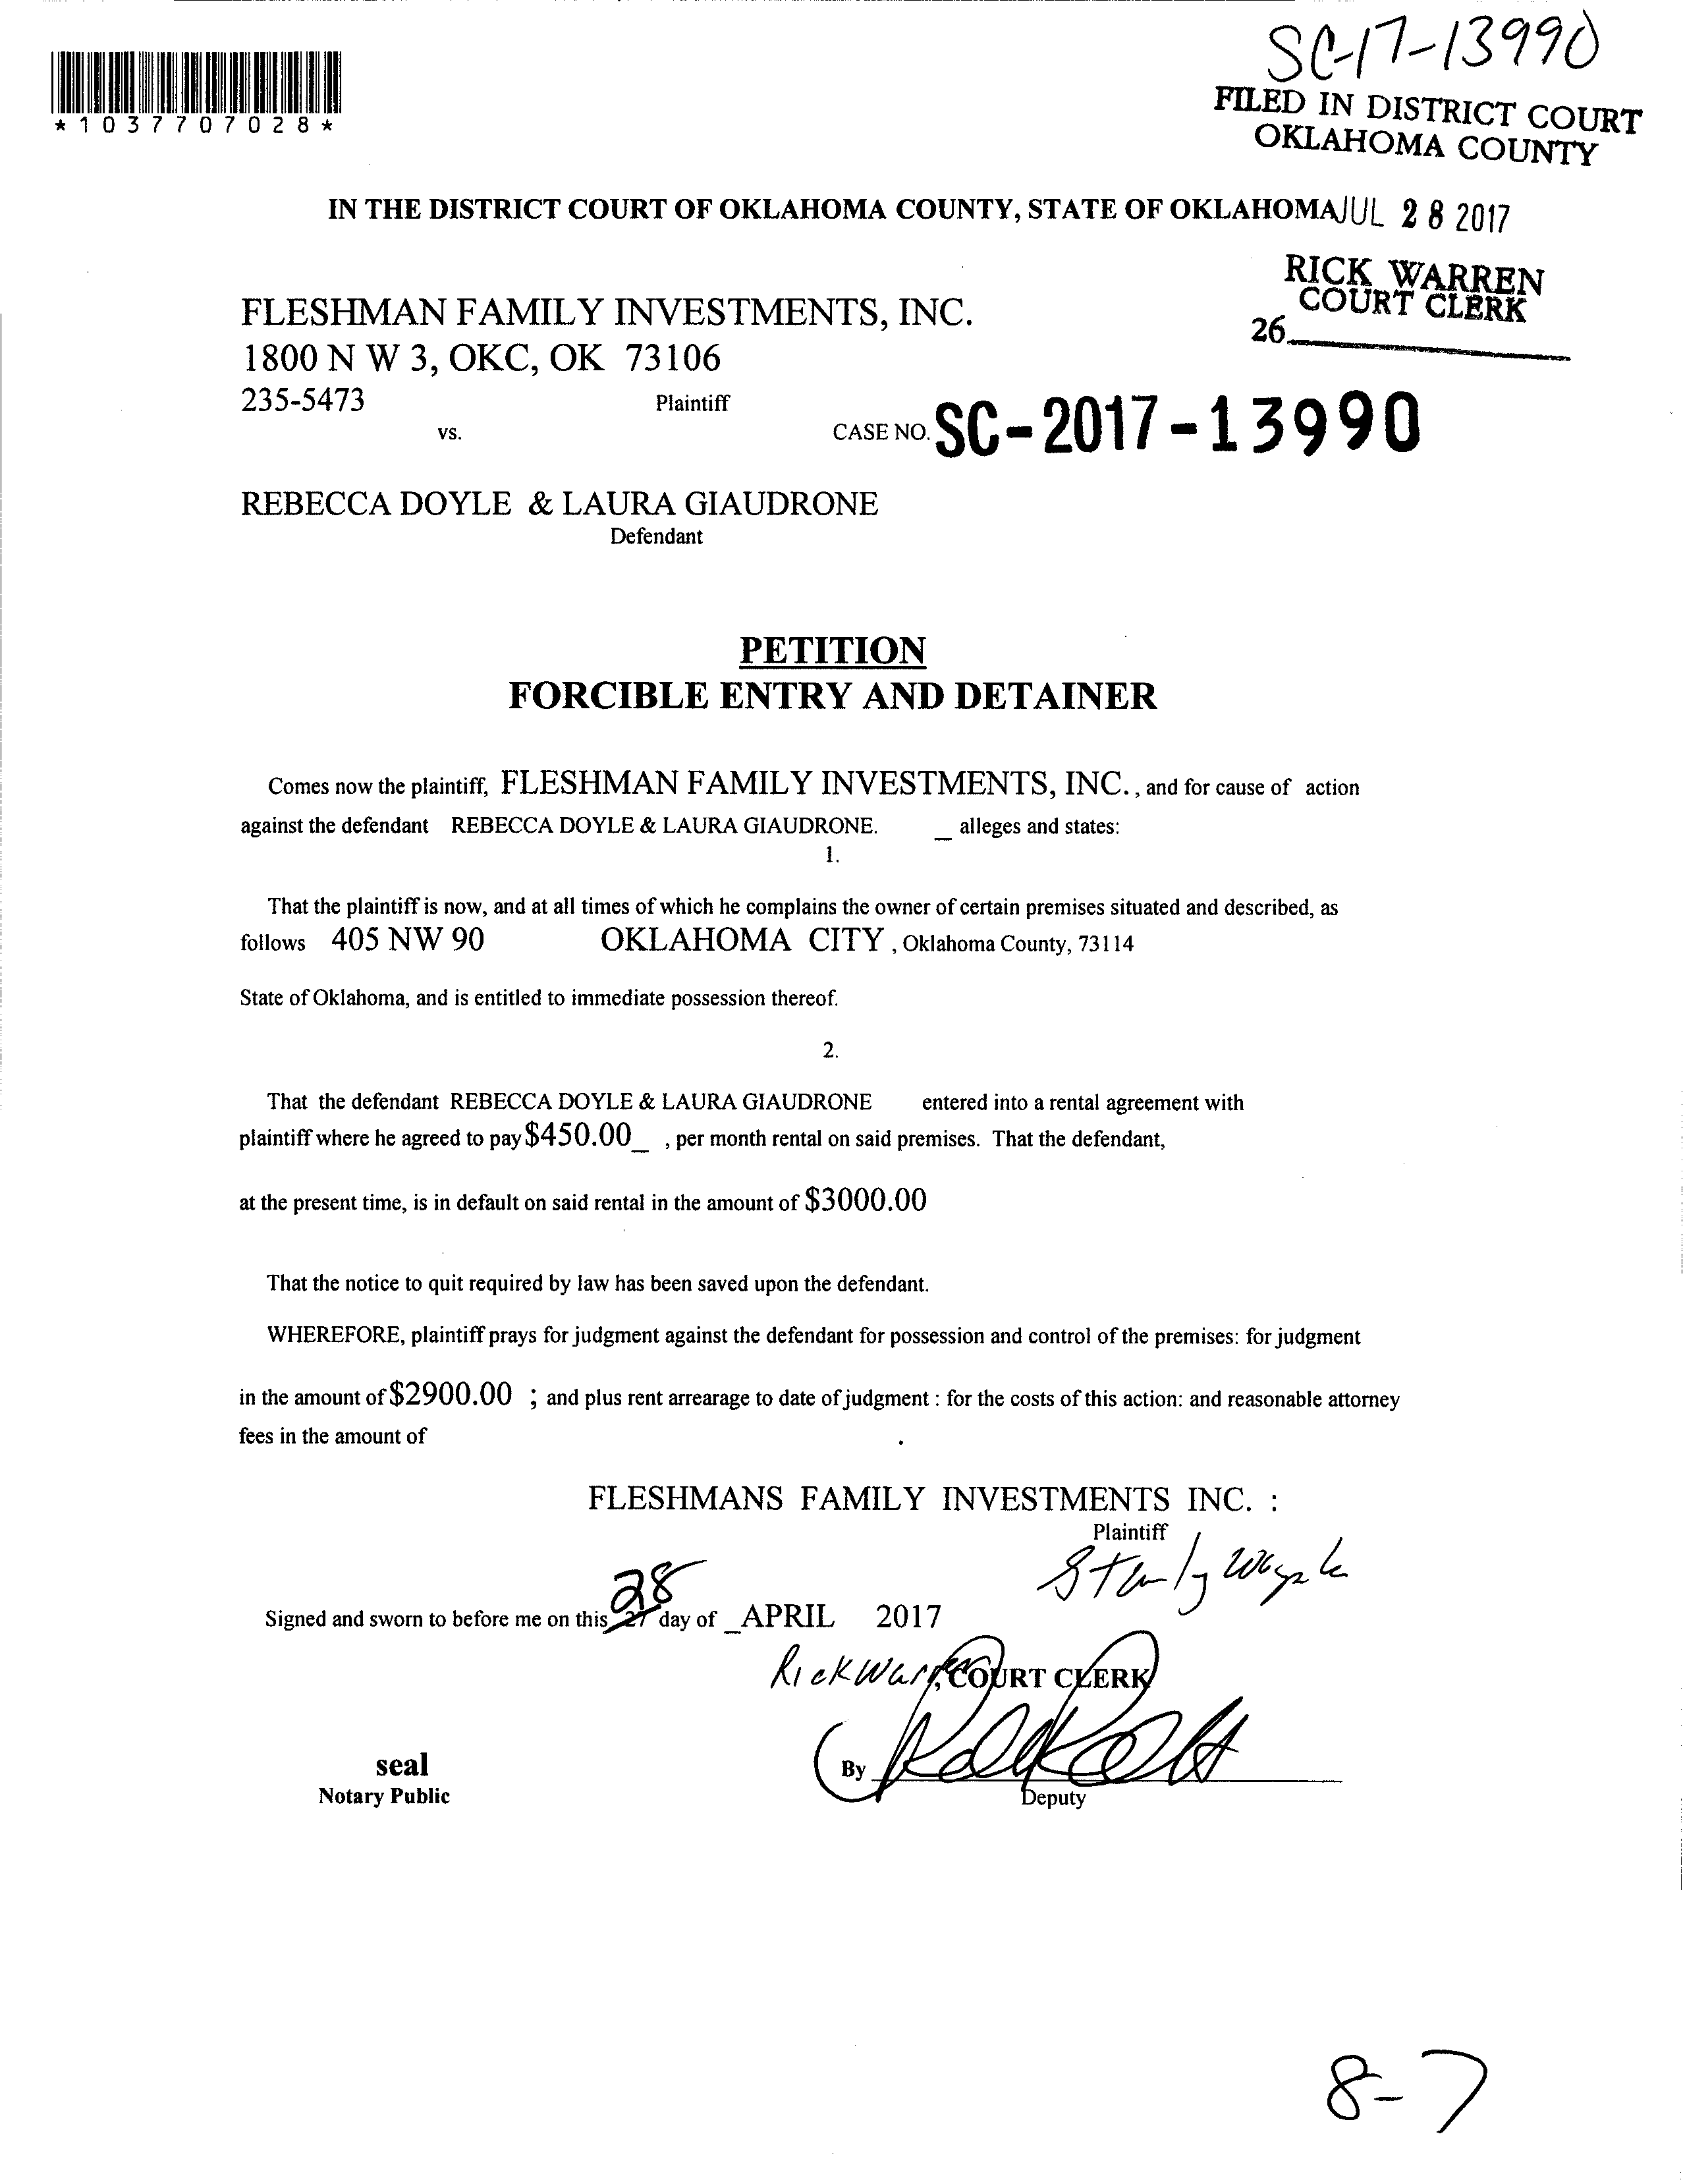 SC-17-13990
*1037707028*
FILED IN DISTRICT COURT
OKLAHOMA COUNTY
IN THE DISTRICT COURT OF OKLAHOMA COUNTY, STATE OF OKLAHOMA JUL 28 2017
RICK WARREN
COURT CLERK
26
FLESHMAN FAMILY INVESTMENTS, INC.
1800 N W 3, OKC, OK 73106
235-5473 Plaintiff
vs. CASE NO. SC-2017-13990
REBECCA DOYLE & LAURA GIAUDRONE
Defendant
PETITION
FORCIBLE ENTRY AND DETAINER
Comes now the plaintiff, FLESHMAN FAMILY INVESTMENTS, INC. , and for cause of action
against the defendant REBECCA DOYLE & LAURA GIAUDRONE. _ alleges and states:
1.
That the plaintiff is now, and at all times of which he complains the owner of certain premises situated and described, as
follows 405 NW 90 OKLAHOMA CITY , Oklahoma County, 73114
State of Oklahoma, and is entitled to immediate possession thereof.
2.
That the defendant REBECCA DOYLE & LAURA GIAUDRONE entered into a rental agreement with
plaintiff where he agreed to pay $450.00_ , per month rental on said premises. That the defendant,
at the present time, is in default on said rental in the amount of $3000.00
That the notice to quit required by law has been saved upon the defendant.
WHEREFORE, plaintiff prays for judgment against the defendant for possession and control of the premises: for judgment
in the amount of $2900.00 ; and plus rent arrearage to date of judgment : for the costs of this action: and reasonable attorney
fees in the amount of .
FLESHMANS FAMILY INVESTMENTS INC. :
Plaintiff
28
Signed and sworn to before me on this 27 day of _APRIL 2017
Rick Warren, COURT CLERK
seal
By
Notary Public
Deputy
8-7